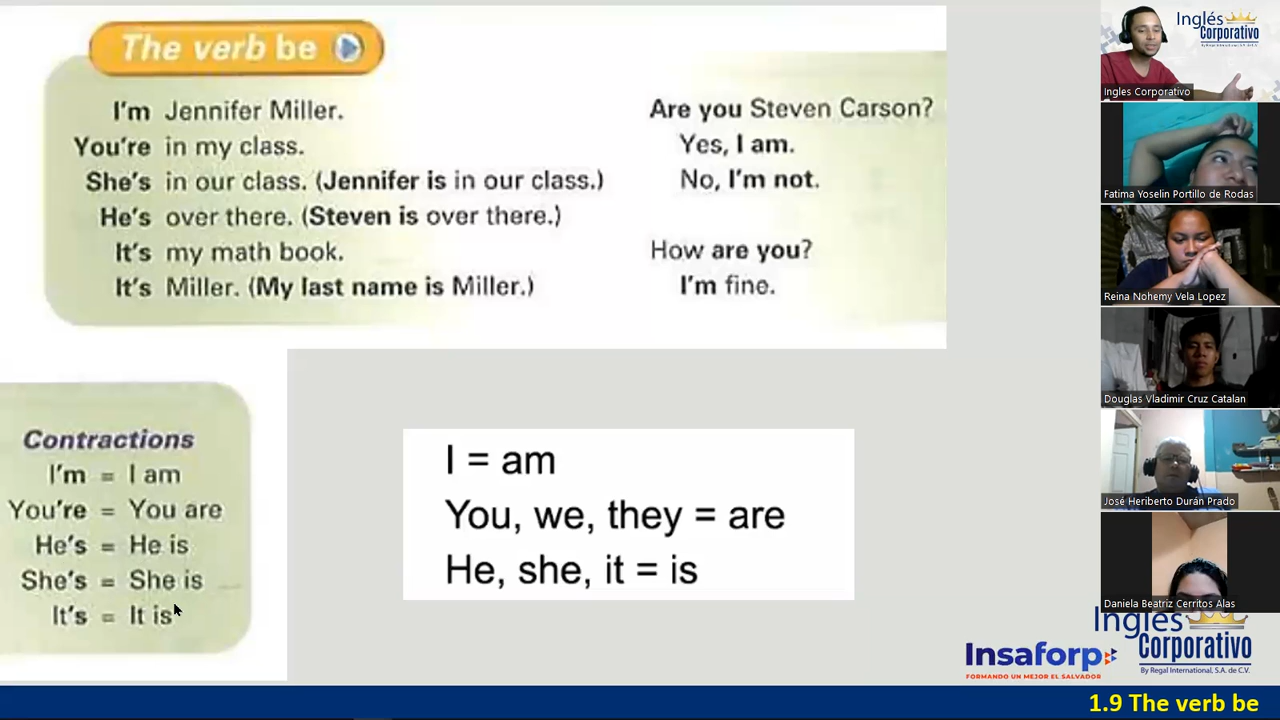 The verb be
I'm Jennifer Miller.
You're in my class.
She's in our class. (Jennifer is in our class.)
He's over there. (Steven is over there.)
It's my math book.
It's Miller. (My last name is Miller.)
Are you Steven Carson?
Yes, I am.
No, I'm not.
How are you?
I'm fine.
Contractions
I'm = I am
You're = You are
He's = He is
She's = She is
It's = It is
I = am
You, we, they = are
He, she, it = is
Inglés
Corporativo
By Regal International, S.A. de C.V.
Ingles Corporativo
Fatima Yoselin Portillo de Rodas
Reina Nohemy Vela Lopez
Douglas Vladimir Cruz Catalan
José Heriberto Durán Prado
Daniela Beatriz Cerritos Alas
Insaforp
FORMANDO UN MEJOR EL SALVADOR
Inglés
Corporativo
By Regal International, S.A. de C.V.
1.9 The verb be